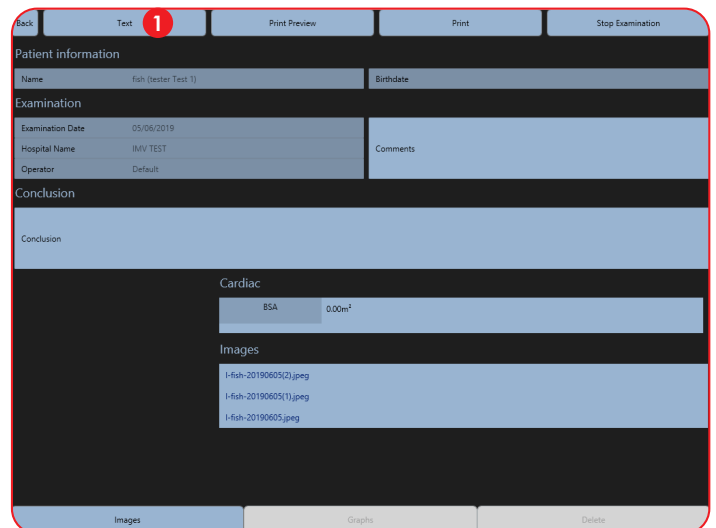 Back Text 1 Print Preview Print Stop Examination
Patient information
Name fish (tester Test 1) Birthdate
Examination
Examination Date 05/06/2019
Hospital Name IMV TEST
Comments
Operator Default
Conclusion
Conclusion
Cardiac
BSA 0.00m²
Images
I-fish-20190605(2).jpeg
I-fish-20190605(1).jpeg
I-fish-20190605.jpeg
Images Graphs Delete